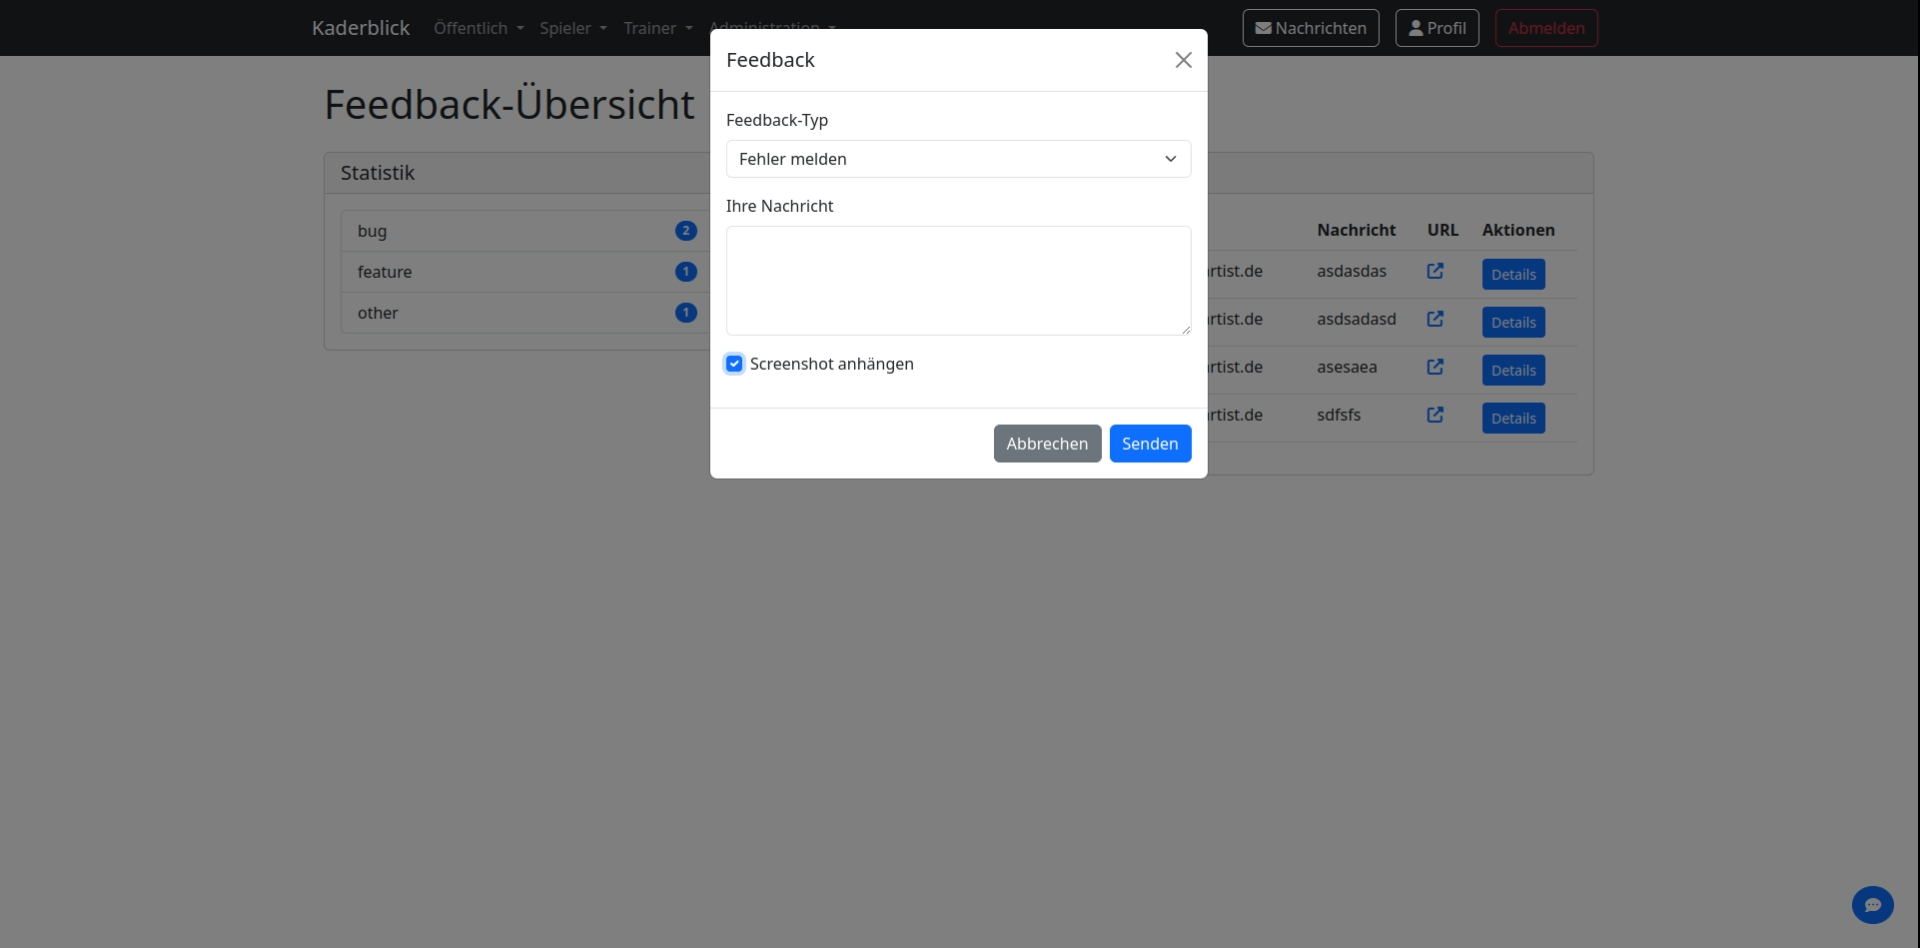 Kaderblick Öffentlich Spieler Trainer Administration Nachrichten Profil Abmelden
Feedback-Übersicht
Statistik
bug 2
feature 1
other 1
Nachricht URL Aktionen
rtist.de asdasdas Details
rtist.de asdsadasd Details
rtist.de asesaea Details
rtist.de sdfsfs Details
Feedback
Feedback-Typ
Fehler melden
Ihre Nachricht
Screenshot anhängen
Abbrechen Senden